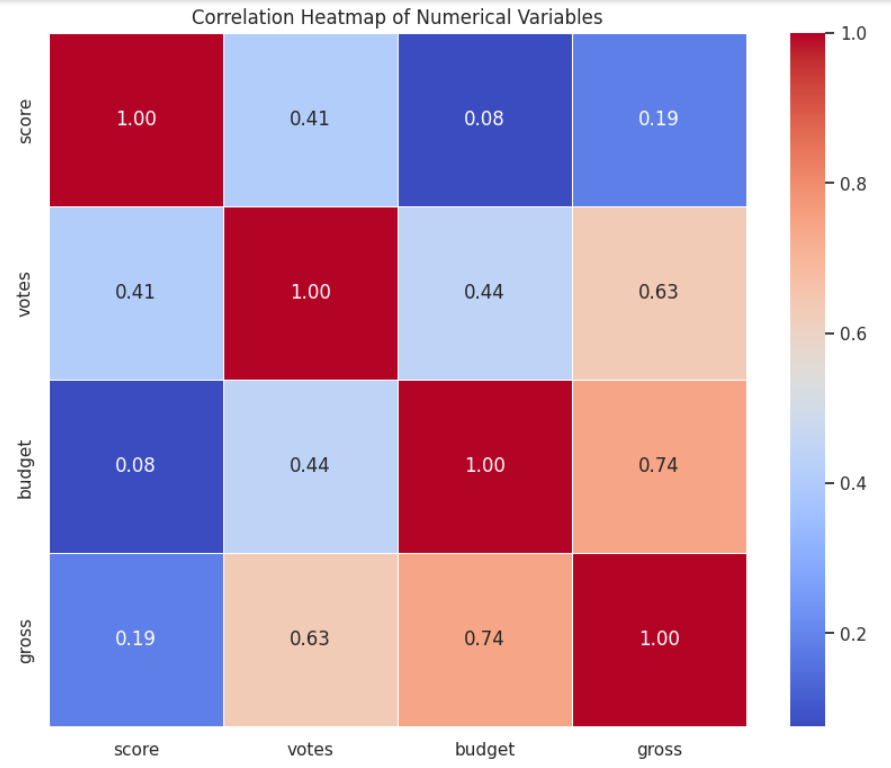 Correlation Heatmap of Numerical Variables
score 1.00 0.41 0.08 0.19
votes 0.41 1.00 0.44 0.63
budget 0.08 0.44 1.00 0.74
gross 0.19 0.63 0.74 1.00
score votes budget gross
1.0
0.8
0.6
0.4
0.2